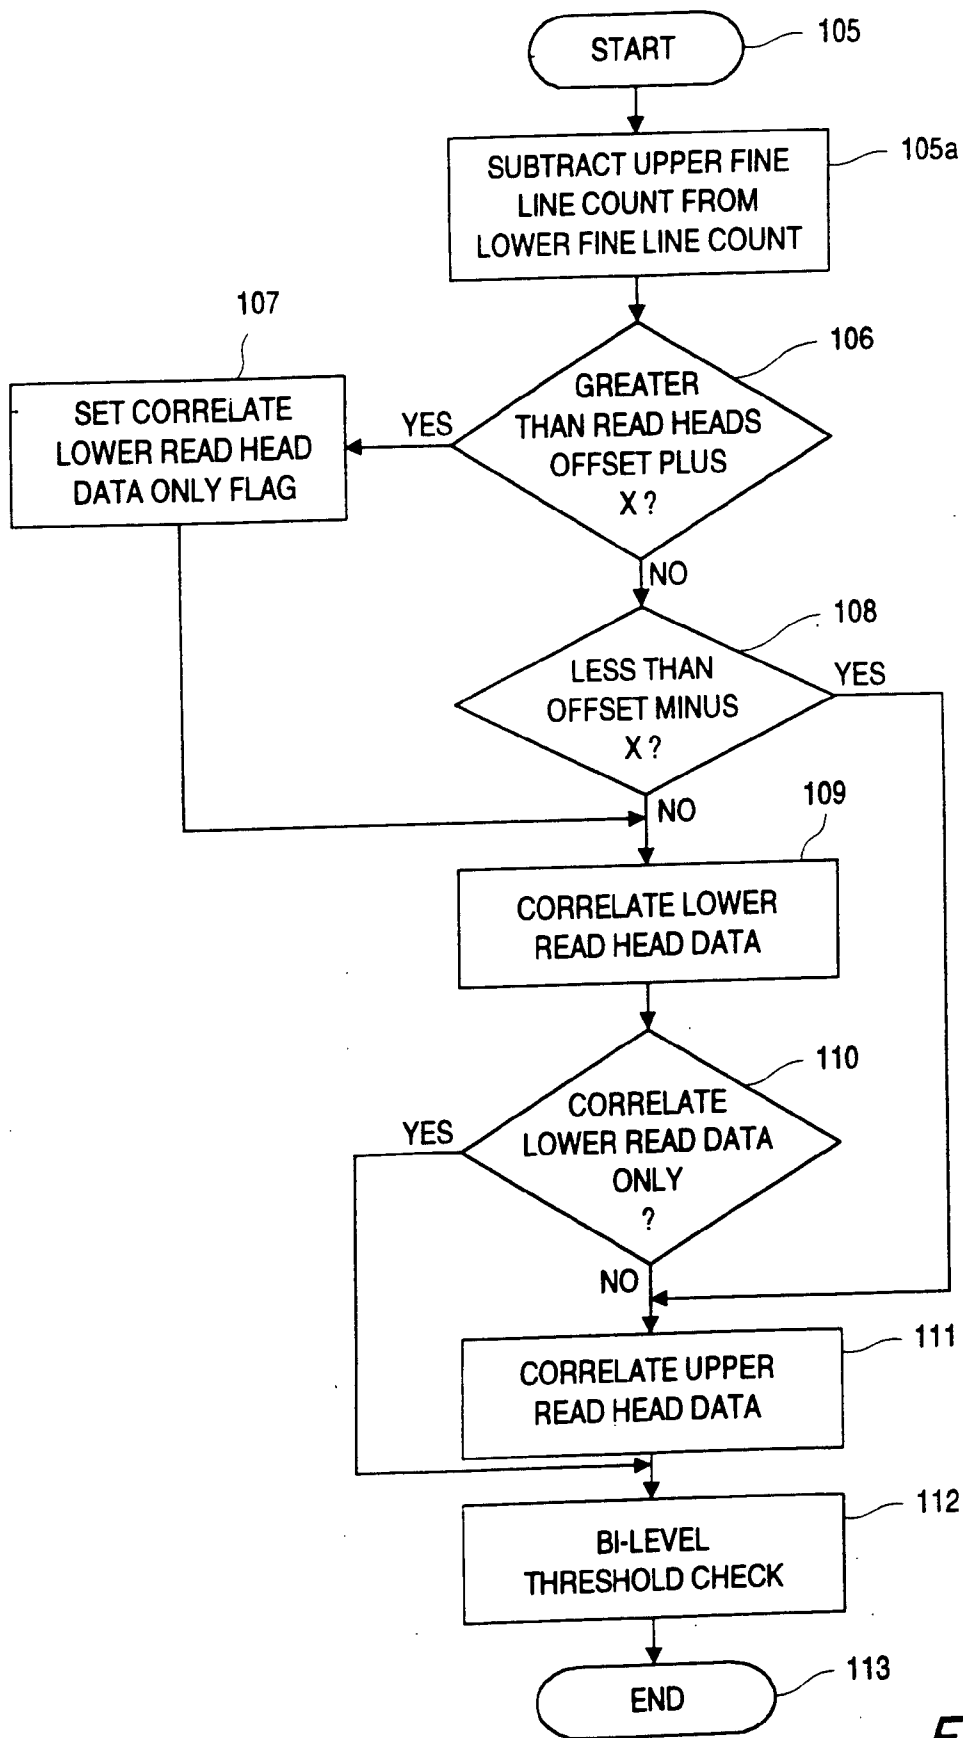 START
105
SUBTRACT UPPER FINE
LINE COUNT FROM
LOWER FINE LINE COUNT
105a
107
SET CORRELATE
LOWER READ HEAD
DATA ONLY FLAG
YES
GREATER
THAN READ HEADS
OFFSET PLUS
X ?
106
NO
LESS THAN
OFFSET MINUS
X ?
108
YES
NO
109
CORRELATE LOWER
READ HEAD DATA
110
YES
CORRELATE
LOWER READ DATA
ONLY
?
NO
CORRELATE UPPER
READ HEAD DATA
111
BI-LEVEL
THRESHOLD CHECK
112
END
113